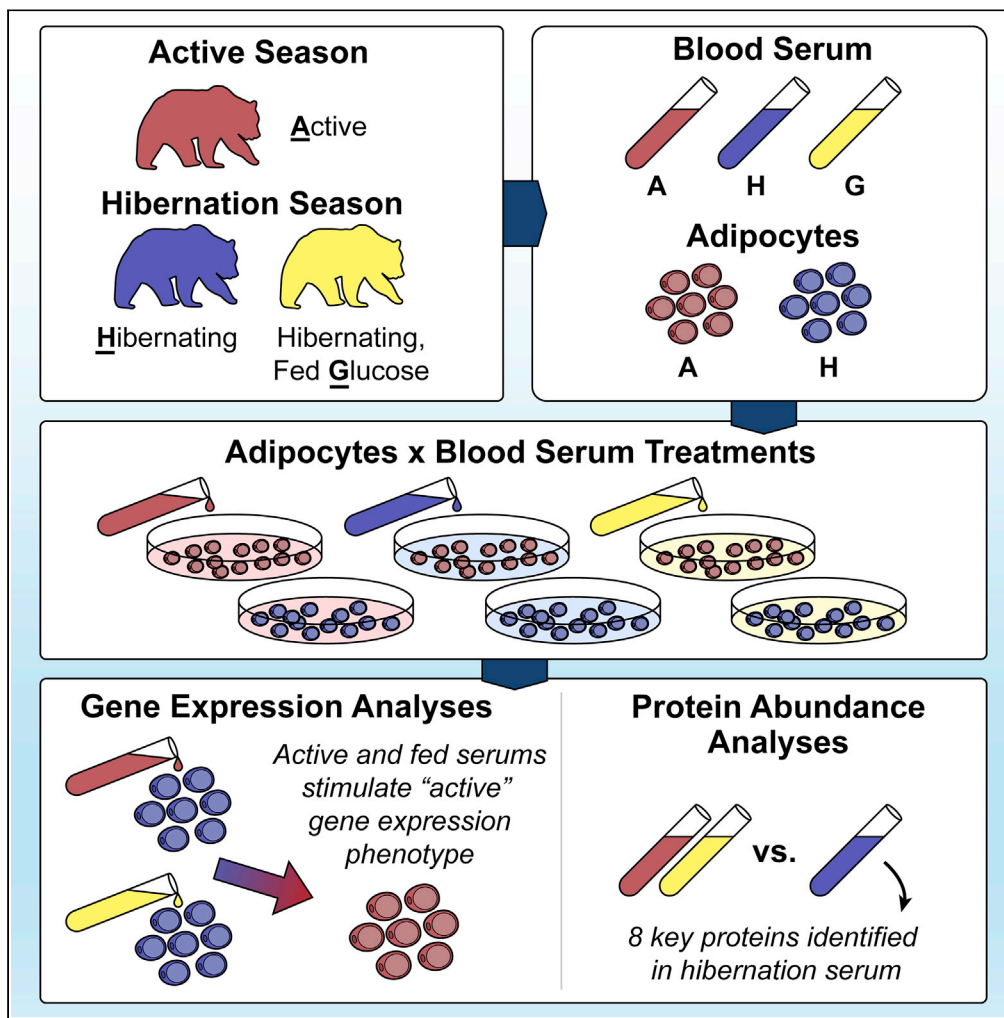 Active Season
Active
Hibernation Season
Hibernating
Hibernating,
Fed Glucose
Blood Serum
A H G
Adipocytes
A H
Adipocytes x Blood Serum Treatments
Gene Expression Analyses
Active and fed serums
stimulate “active”
gene expression
phenotype
Protein Abundance
Analyses
vs.
8 key proteins identified
in hibernation serum